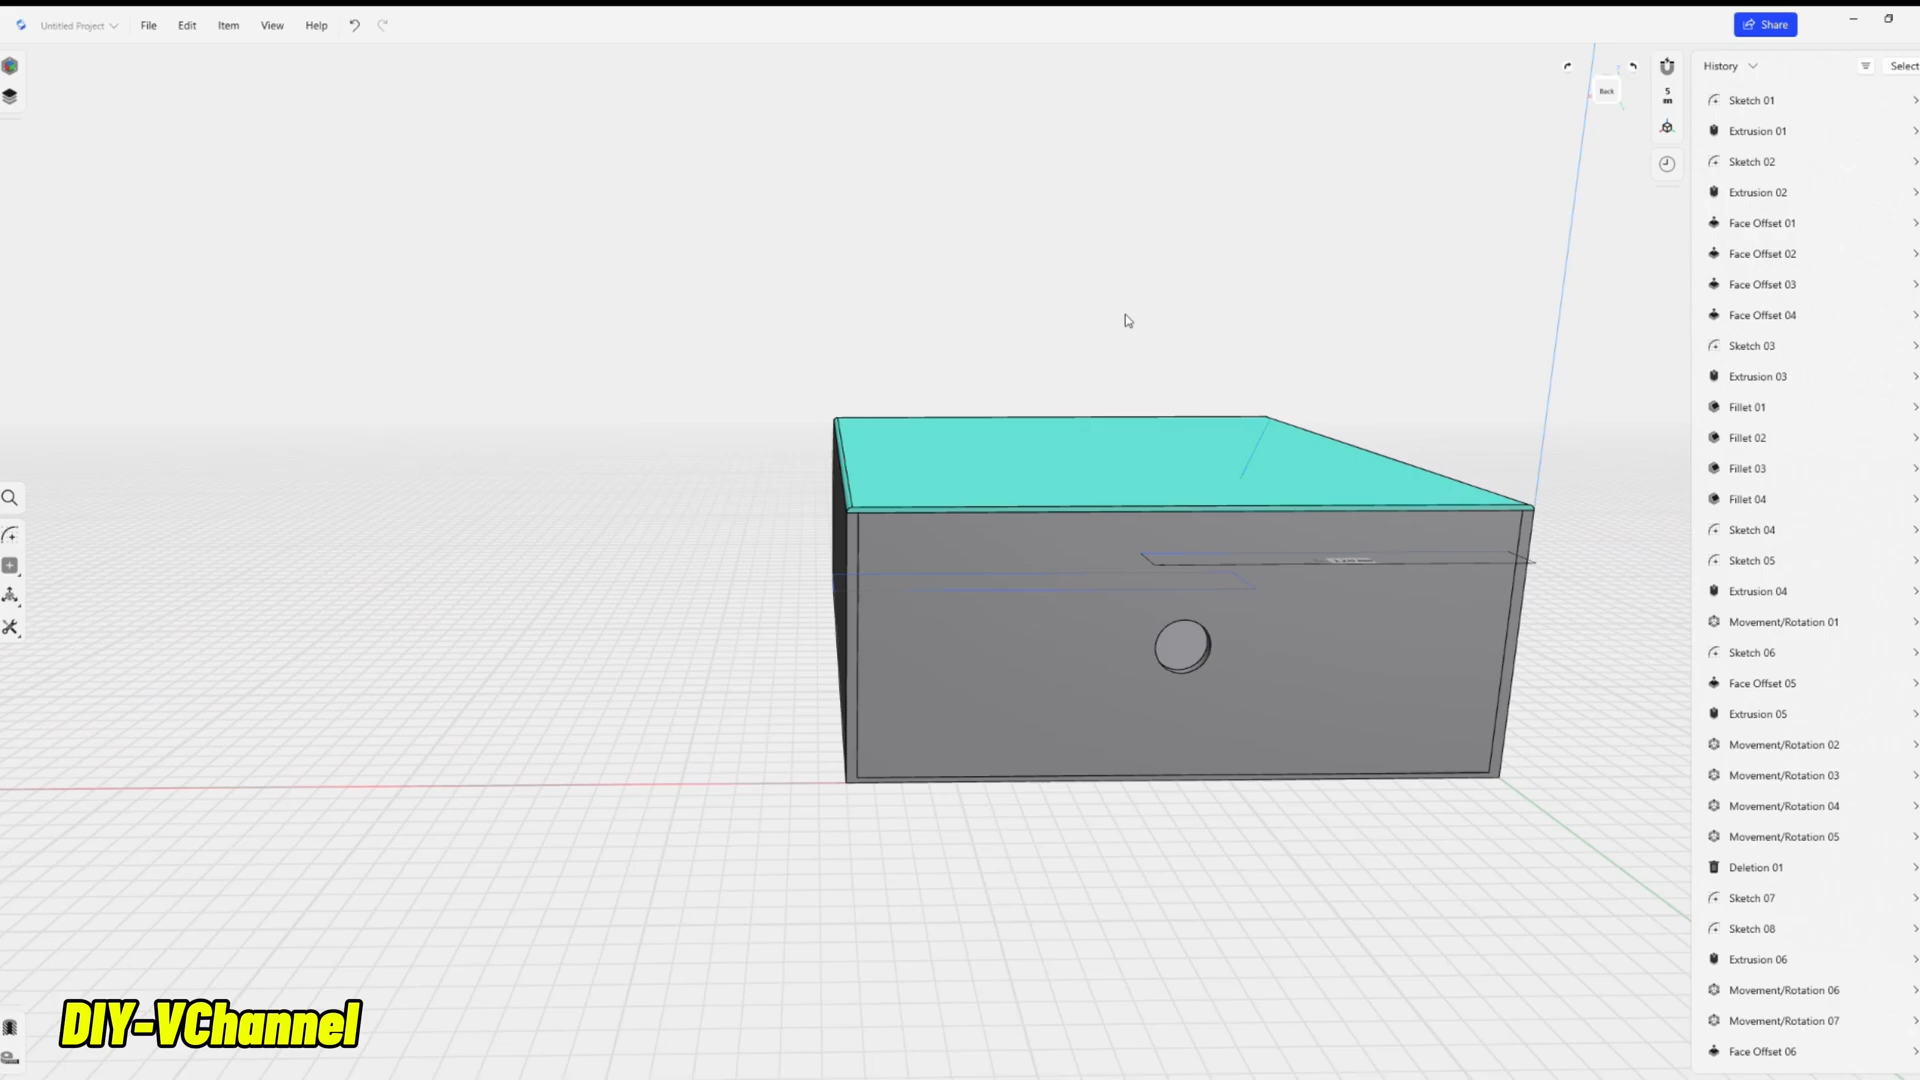 Untitled Project File Edit Item View Help Share
History Select
Back
5
m
Sketch 01
Extrusion 01
Sketch 02
Extrusion 02
Face Offset 01
Face Offset 02
Face Offset 03
Face Offset 04
Sketch 03
Extrusion 03
Fillet 01
Fillet 02
Fillet 03
Fillet 04
Sketch 04
Sketch 05
Extrusion 04
Movement/Rotation 01
Sketch 06
Face Offset 05
Extrusion 05
Movement/Rotation 02
Movement/Rotation 03
Movement/Rotation 04
Movement/Rotation 05
Deletion 01
Sketch 07
Sketch 08
Extrusion 06
Movement/Rotation 06
Movement/Rotation 07
Face Offset 06
DIY-VChannel